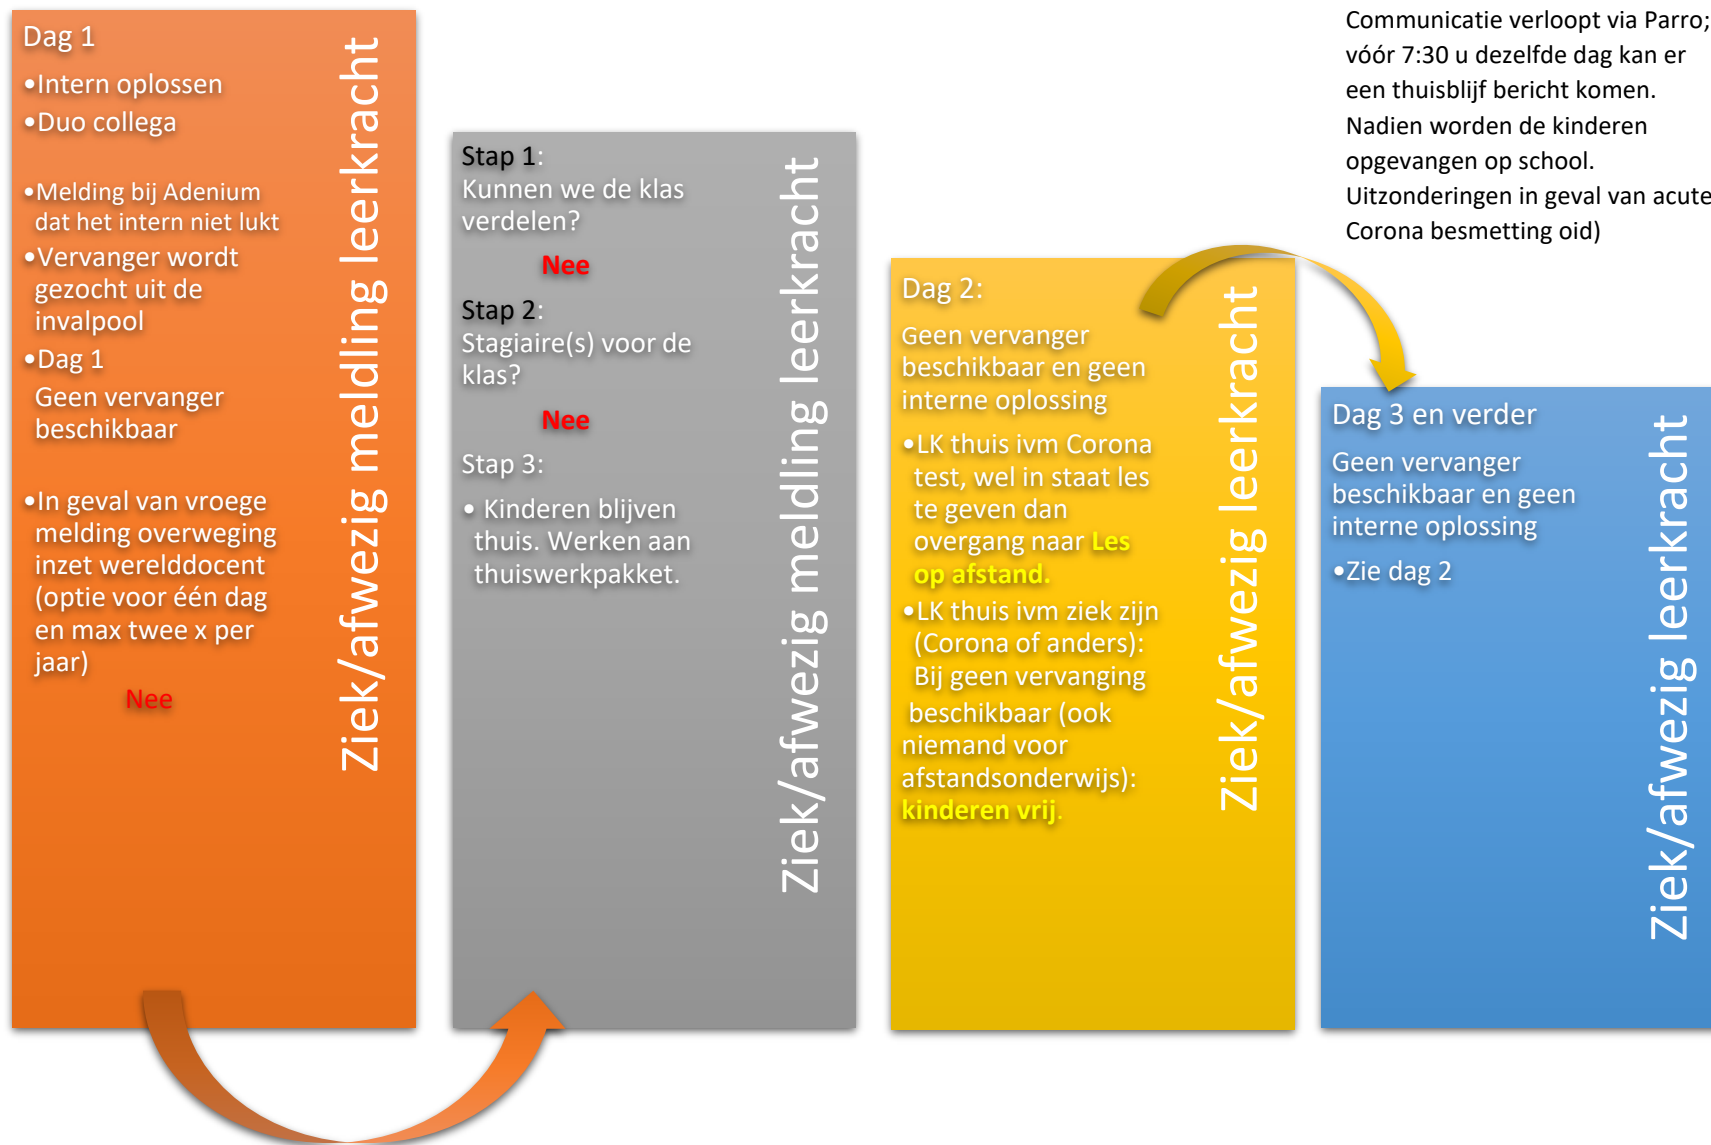 Dag 1
•Intern oplossen
•Duo collega
•Melding bij Adenium
dat het intern niet lukt
•Vervanger wordt
gezocht uit de
invalpool
•Dag 1
Geen vervanger
beschikbaar
•In geval van vroege
melding overweging
inzet werelddocent
(optie voor één dag
en max twee x per
jaar)
Nee
Ziek/afwezig meldling leerkracht
Stap 1:
Kunnen we de klas
verdelen?
Nee
Stap 2:
Stagiaire(s) voor de
klas?
Nee
Stap 3:
• Kinderen blijven
thuis. Werken aan
thuiswerkpakket.
Ziek/afwezig meldling leerkracht
Dag 2:
Geen vervanger
beschikbaar en geen
interne oplossing
•LK thuis ivm Corona
test, wel in staat les
te geven dan
overgang naar Les
op afstand.
•LK thuis ivm ziek zijn
(Corona of anders):
Bij geen vervanging
beschikbaar (ook
niemand voor
afstandsonderwijs):
kinderen vrij.
Ziek/afwezig leerkracht
Communicatie verloopt via Parro;
vóór 7:30 u dezelfde dag kan er
een thuisblijf bericht komen.
Nadien worden de kinderen
opgevangen op school.
Uitzonderingen in geval van acute
Corona besmetting oid)
Dag 3 en verder
Geen vervanger
beschikbaar en geen
interne oplossing
•Zie dag 2
Ziek/afwezig leerkracht